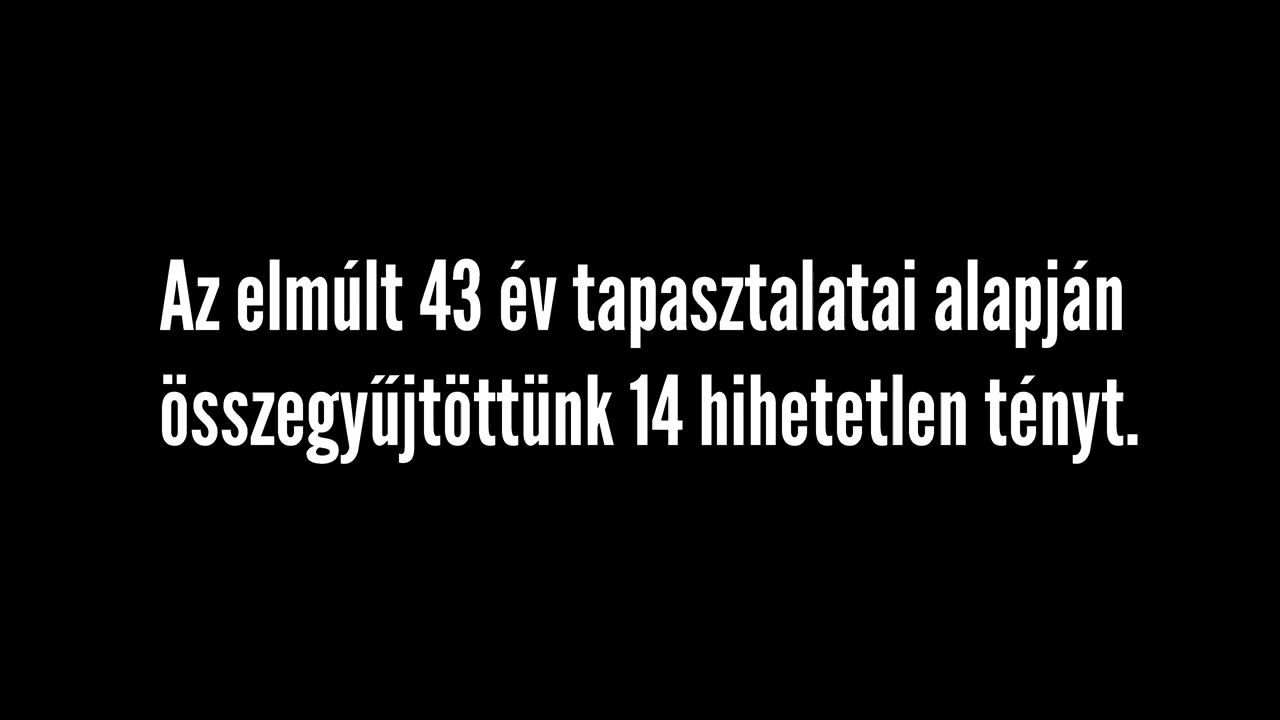 Az elmúlt 43 év tapasztalatai alapján
összegyűjtöttünk 14 hihetetlen tényt.